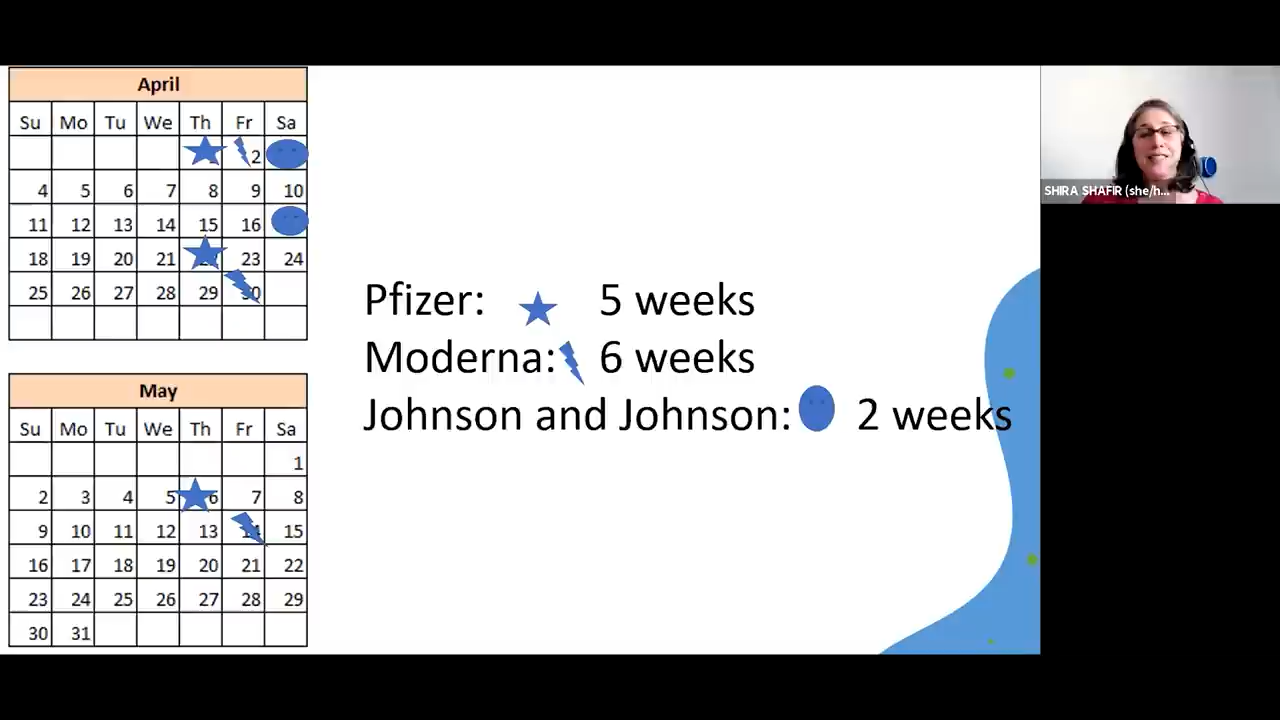 April
Su Mo Tu We Th Fr Sa
2
4 5 6 7 8 9 10
11 12 13 14 15 16
18 19 20 21 23 24
25 26 27 28 29
May
Su Mo Tu We Th Fr Sa
1
2 3 4 5 6 7 8
9 10 11 12 13 15
16 17 18 19 20 21 22
23 24 25 26 27 28 29
30 31
Pfizer: 5 weeks
Moderna: 6 weeks
Johnson and Johnson: 2 weeks
SHIRA SHAFIR (she/h...